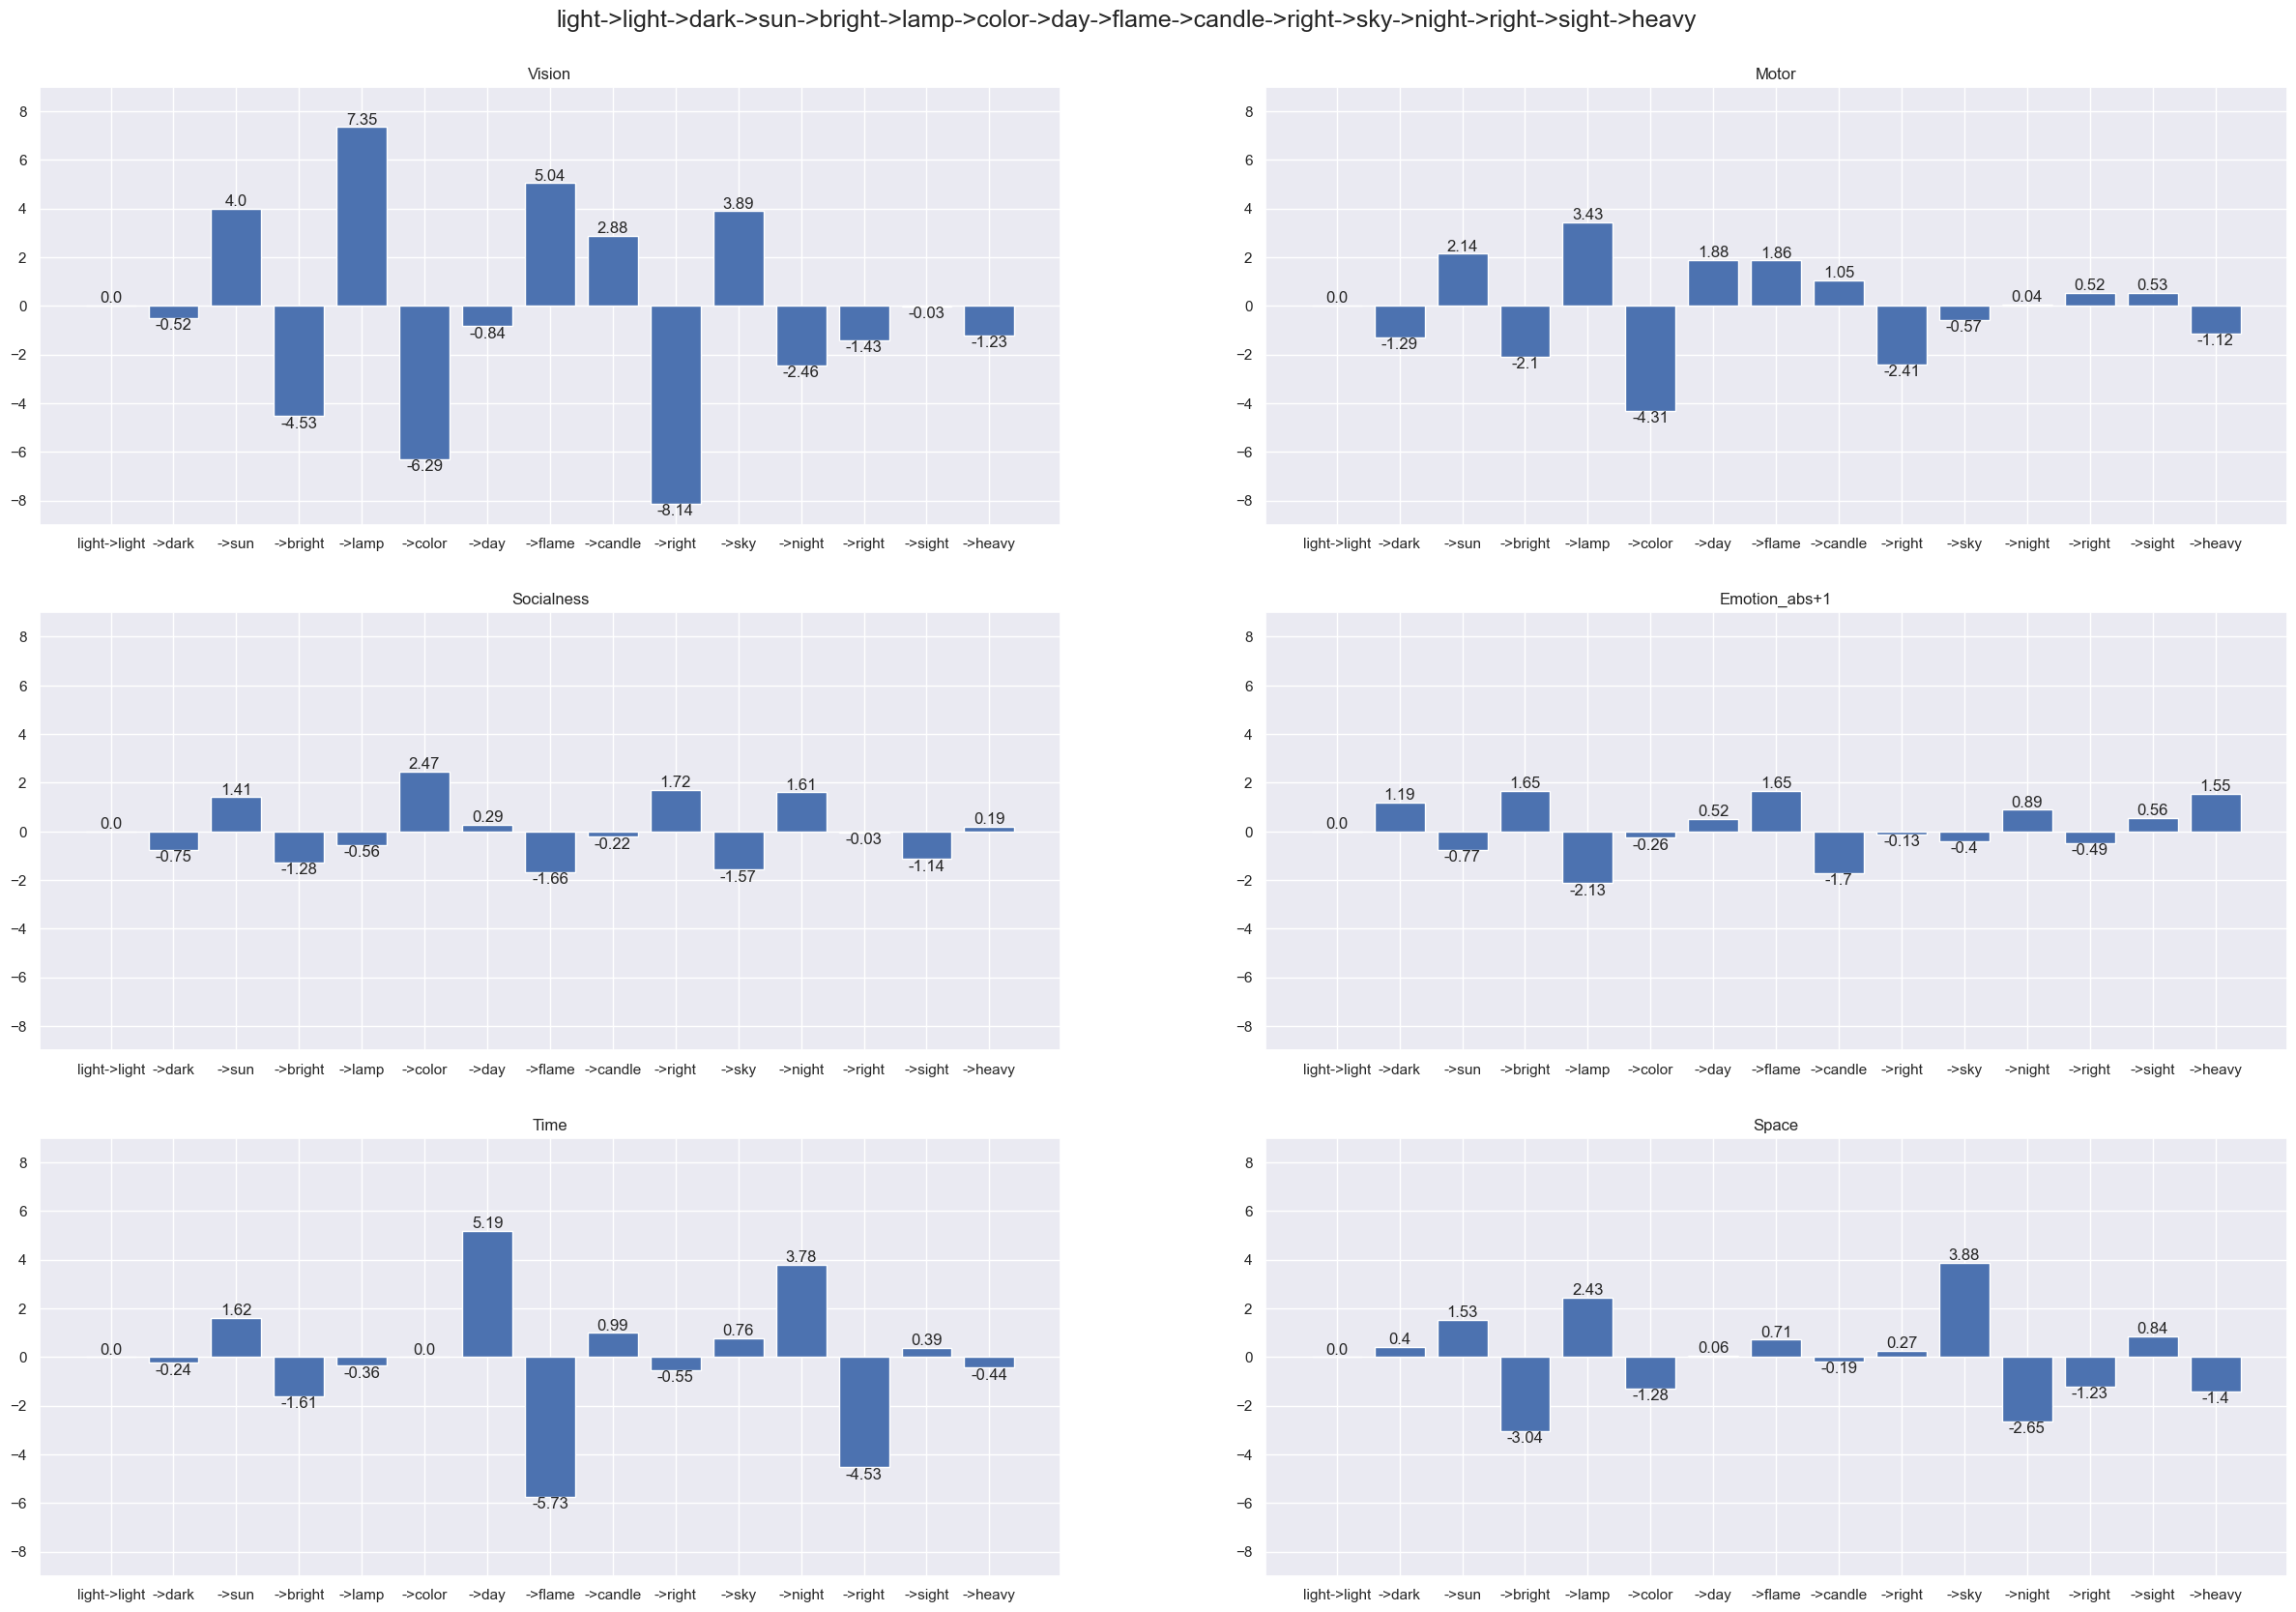 light->light->dark->sun->bright->lamp->color->day->flame->candle->right->sky->night->right->sight->heavy
Vision
8
6
4
2
0
−2
−4
−6
−8
0.0 -0.52 4.0 -4.53 7.35 -6.29 -0.84 5.04 2.88 -8.14 3.89 -2.46 -1.43 -0.03 -1.23
light->light ->dark ->sun ->bright ->lamp ->color ->day ->flame ->candle ->right ->sky ->night ->right ->sight ->heavy
Motor
8
6
4
2
0
−2
−4
−6
−8
0.0 -1.29 2.14 -2.1 3.43 -4.31 1.88 1.86 1.05 -2.41 -0.57 0.04 0.52 0.53 -1.12
light->light ->dark ->sun ->bright ->lamp ->color ->day ->flame ->candle ->right ->sky ->night ->right ->sight ->heavy
Socialness
8
6
4
2
0
−2
−4
−6
−8
0.0 -0.75 1.41 -1.28 -0.56 2.47 0.29 -1.66 -0.22 1.72 -1.57 1.61 -0.03 -1.14 0.19
light->light ->dark ->sun ->bright ->lamp ->color ->day ->flame ->candle ->right ->sky ->night ->right ->sight ->heavy
Emotion_abs+1
8
6
4
2
0
−2
−4
−6
−8
0.0 1.19 -0.77 1.65 -2.13 -0.26 0.52 1.65 -1.7 -0.13 -0.4 0.89 -0.49 0.56 1.55
light->light ->dark ->sun ->bright ->lamp ->color ->day ->flame ->candle ->right ->sky ->night ->right ->sight ->heavy
Time
8
6
4
2
0
−2
−4
−6
−8
0.0 -0.24 1.62 -1.61 -0.36 0.0 5.19 -5.73 0.99 -0.55 0.76 3.78 -4.53 0.39 -0.44
light->light ->dark ->sun ->bright ->lamp ->color ->day ->flame ->candle ->right ->sky ->night ->right ->sight ->heavy
Space
8
6
4
2
0
−2
−4
−6
−8
0.0 0.4 1.53 -3.04 2.43 -1.28 0.06 0.71 -0.19 0.27 3.88 -2.65 -1.23 0.84 -1.4
light->light ->dark ->sun ->bright ->lamp ->color ->day ->flame ->candle ->right ->sky ->night ->right ->sight ->heavy